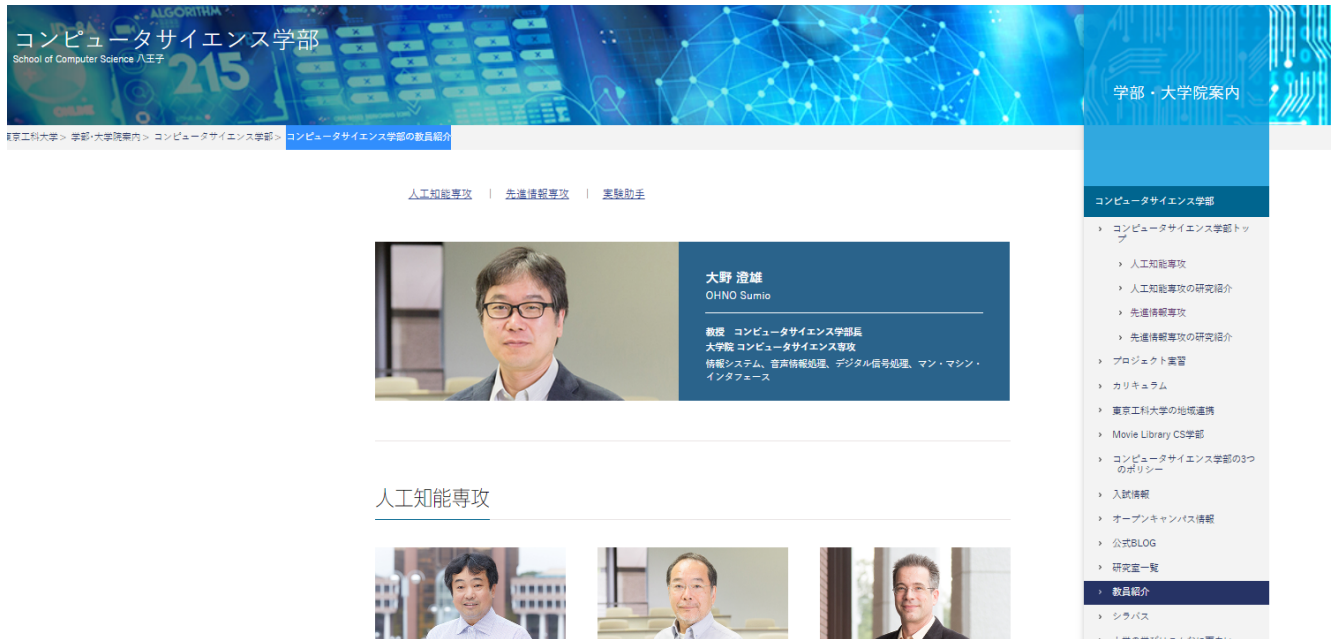 ALGORITHM
コンピュータサイエンス学部
School of Computer Science 八王子
215
ONLINE
学部・大学院案内
東京工科大学 > 学部・大学院案内 > コンピュータサイエンス学部 > コンピュータサイエンス学部の教員紹介
人工知能専攻 | 先進情報専攻 | 実験助手
大野 澄雄
OHNO Sumio
教授 コンピュータサイエンス学部長
大学院 コンピュータサイエンス専攻
情報システム、音声情報処理、デジタル信号処理、マン・マシン・
インタフェース
人工知能専攻
コンピュータサイエンス学部
› コンピュータサイエンス学部トッ
プ
› 人工知能専攻
› 人工知能専攻の研究紹介
› 先進情報専攻
› 先進情報専攻の研究紹介
› プロジェクト実習
› カリキュラム
› 東京工科大学の地域連携
› Movie Library CS学部
› コンピュータサイエンス学部の3つ
のポリシー
› 入試情報
› オープンキャンパス情報
› 公式BLOG
› 研究室一覧
› 教員紹介
› シラバス